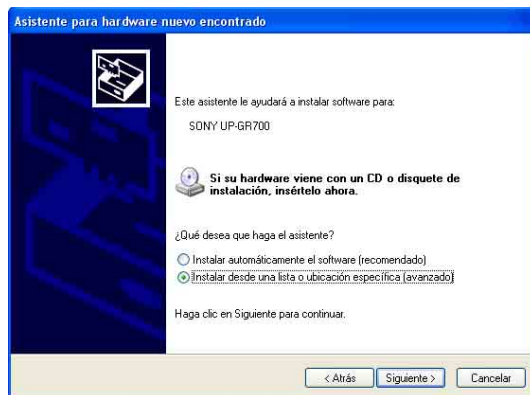 Asistente para hardware nuevo encontrado
Este asistente le ayudará a instalar software para:
SONY UP-GR700
Si su hardware viene con un CD o disquete de
instalación, insértelo ahora.
¿Qué desea que haga el asistente?
Instalar automáticamente el software (recomendado)
Instalar desde una lista o ubicación específica (avanzado)
Haga clic en Siguiente para continuar.
< Atrás
Siguiente >
Cancelar